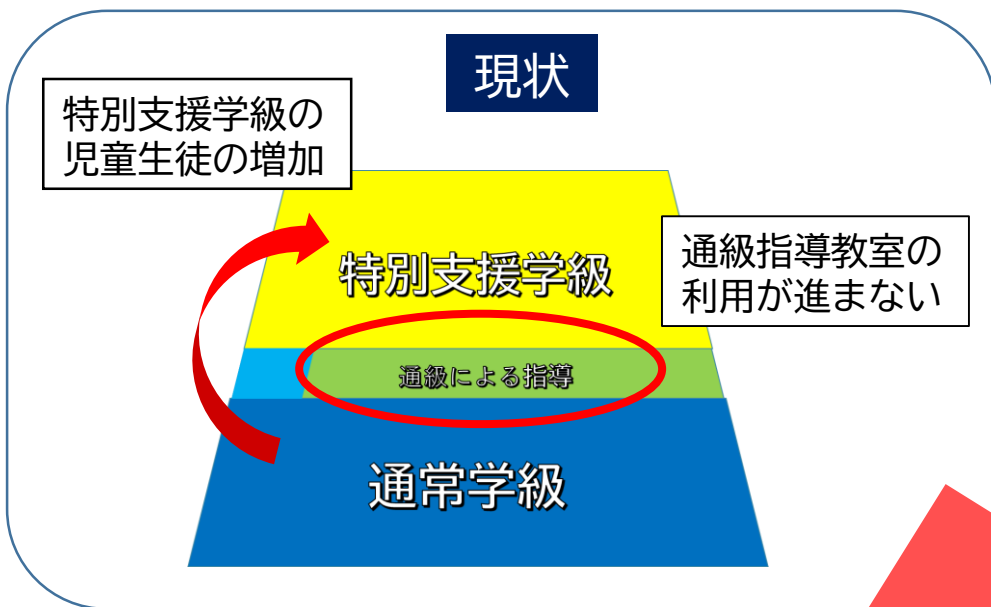 現状
特別支援学級の
児童生徒の増加
特別支援学級
通級指導教室の
利用が進まない
通級による指導
通常学級